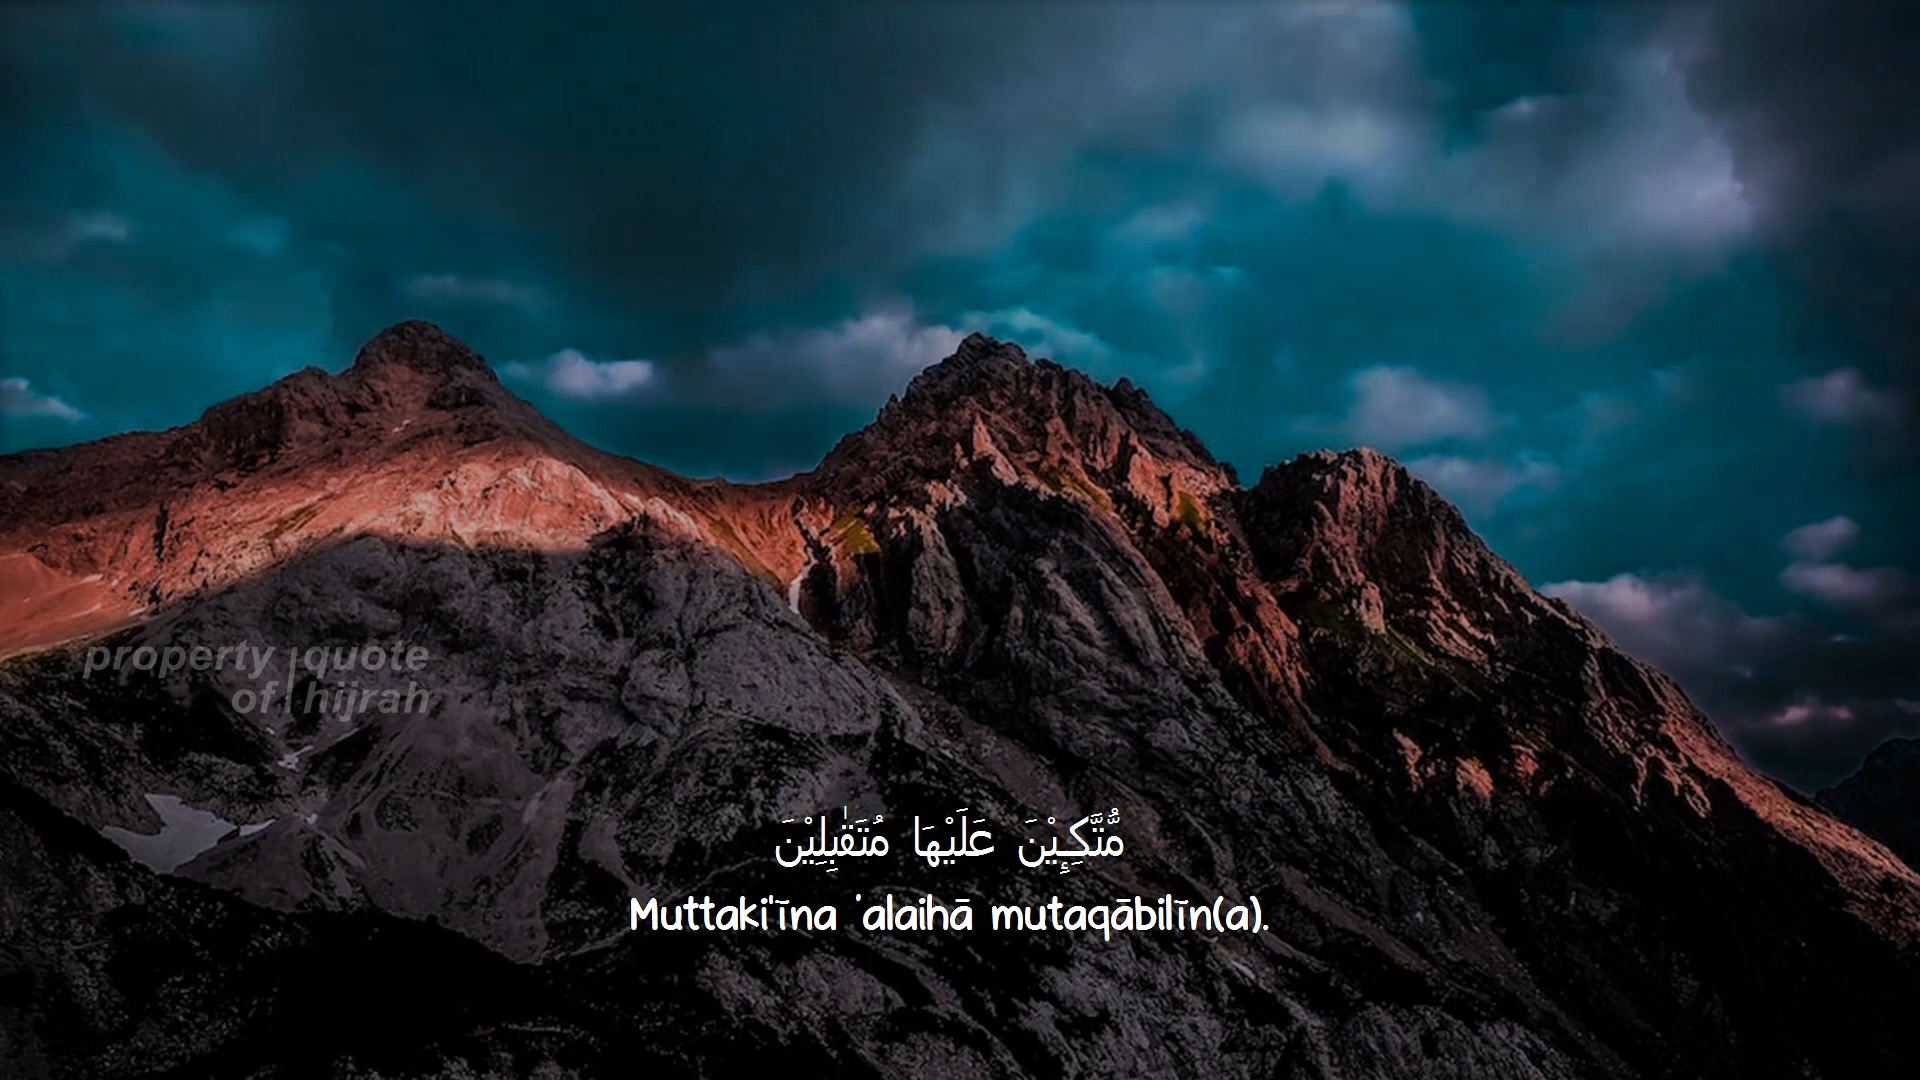 property | quote
of | hijrah
مُّتَّكِـِٕيْنَ عَلَيْهَا مُتَقٰبِلِيْنَ
Muttaki'īna 'alaihā mutaqābilīn(a).